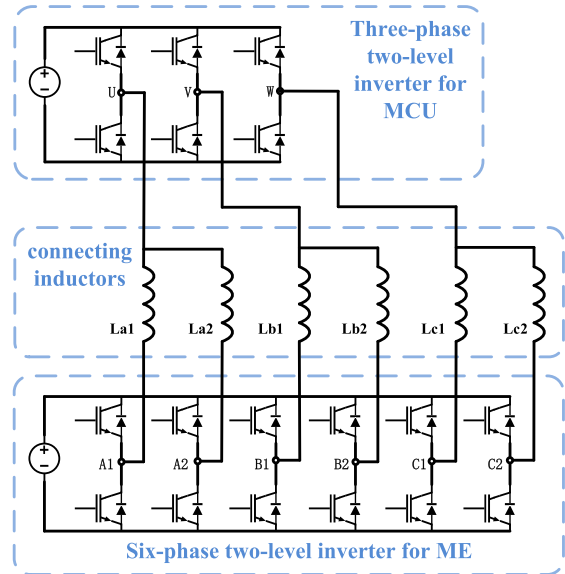 Three-phase
two-level
inverter for
MCU
U
V
W
connecting
inductors
La1
La2
Lb1
Lb2
Lc1
Lc2
A1
A2
B1
B2
C1
C2
Six-phase two-level inverter for ME